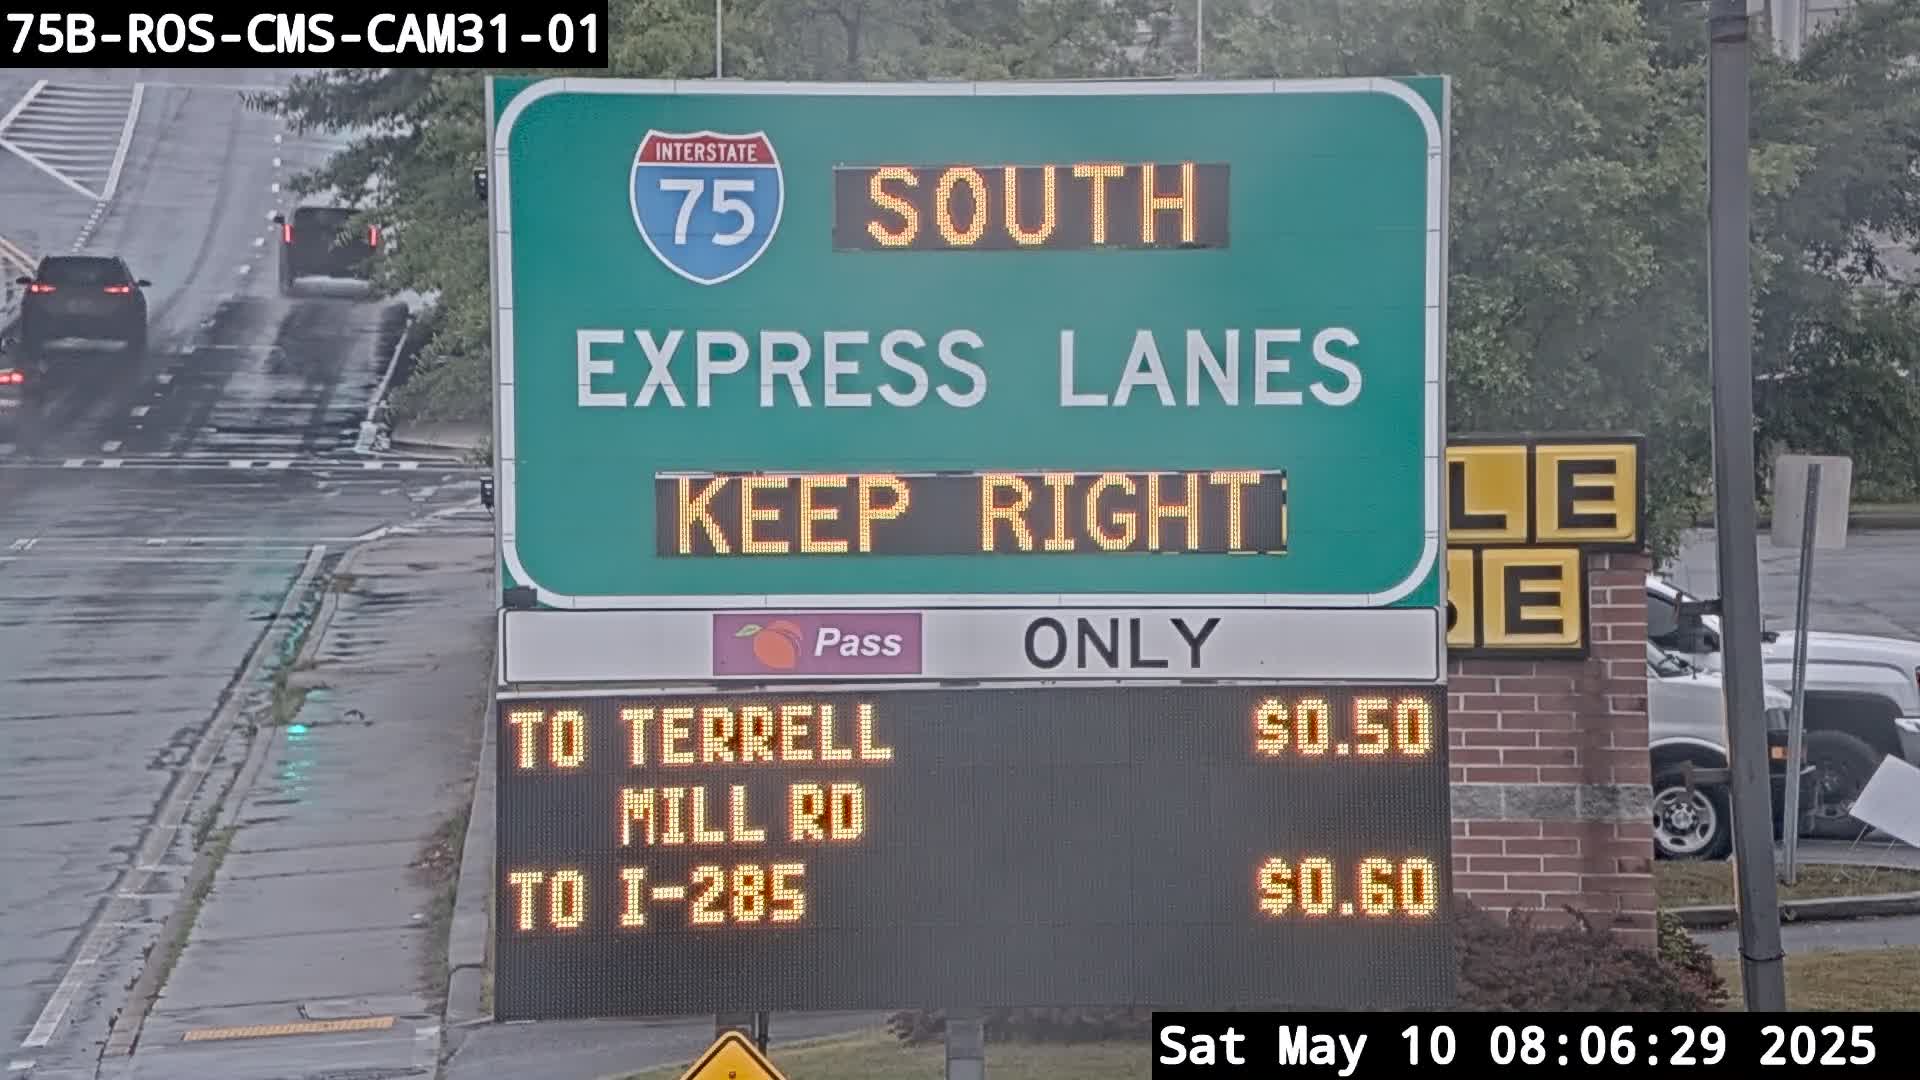 75B-ROS-CMS-CAM31-01
INTERSTATE
75
SOUTH
EXPRESS LANES
KEEP RIGHT
Pass ONLY
TO TERRELL $0.50
MILL RD
TO I-285 $0.60
LE
E
Sat May 10 08:06:29 2025